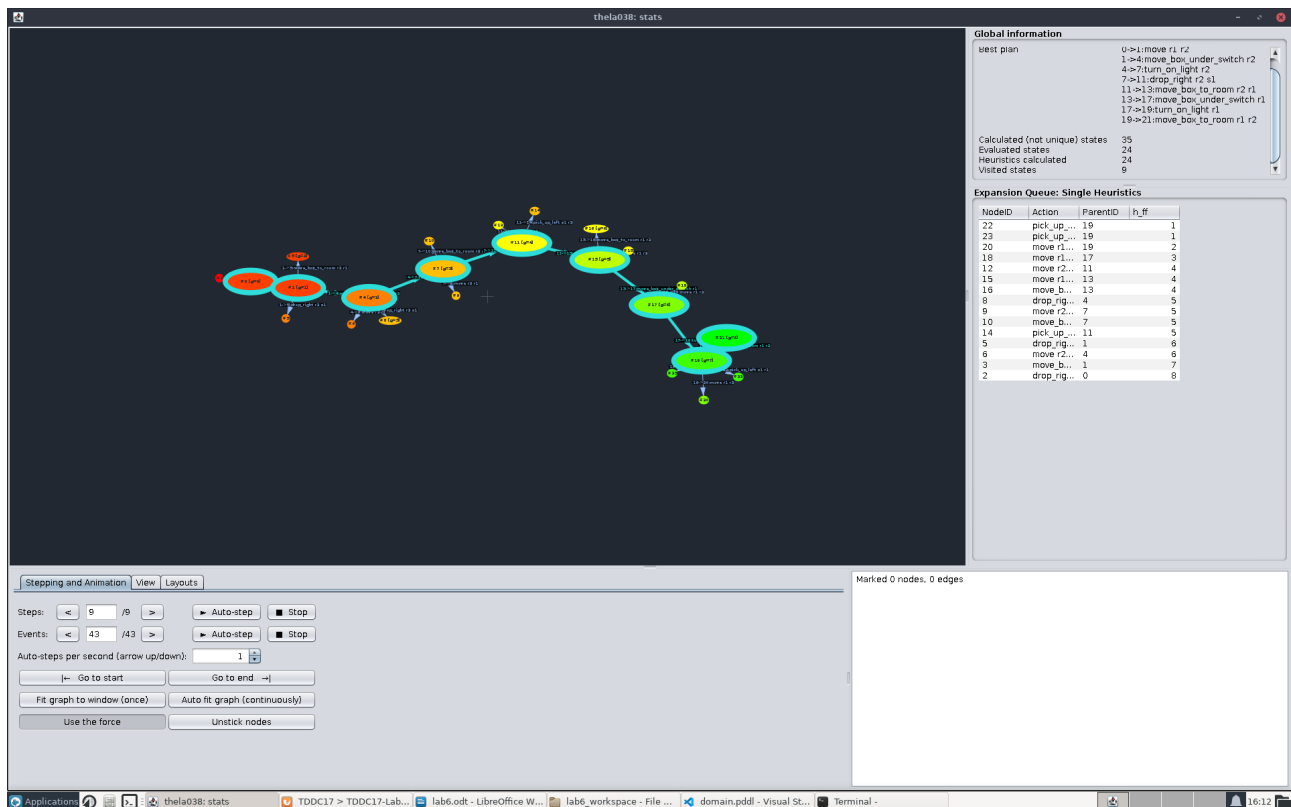 thela038: stats
Global information
Best plan 0->1:move r1 r2
1->4:move_box_under_switch r2
4->7:turn_on_light r2
7->11:drop_right r2 s1
11->13:move_box_to_room r2 r1
13->17:move_box_under_switch r1
17->19:turn_on_light r1
19->21:move_box_to_room r1 r2
Calculated (not unique) states 35
Evaluated states 24
Heuristics calculated 24
Visited states 9
Expansion Queue: Single Heuristics
NodeID Action ParentID h_ff
22 pick_up_... 19 1
23 pick_up_... 19 1
20 move r1... 19 2
18 move r1... 17 3
12 move r2... 11 4
15 move r1... 13 4
16 move_b... 13 4
8 drop_rig... 4 5
9 move r2... 7 5
10 move_b... 7 5
14 pick_up_... 11 5
5 drop_rig... 1 6
6 move r2... 4 6
3 move_b... 1 7
2 drop_rig... 0 8
Stepping and Animation View Layouts
Steps: < 9 /9 > ► Auto-step ■ Stop
Events: < 43 /43 > ► Auto-step ■ Stop
Auto-steps per second (arrow up/down): 1
|← Go to start Go to end →|
Fit graph to window (once) Auto fit graph (continuously)
Use the force Unstick nodes
Marked 0 nodes, 0 edges
Applications thela038: stats TDDC17 > TDDC17-Lab... lab6.odt - LibreOffice W... lab6_workspace - File ... domain.pddl - Visual St... Terminal - 16:12